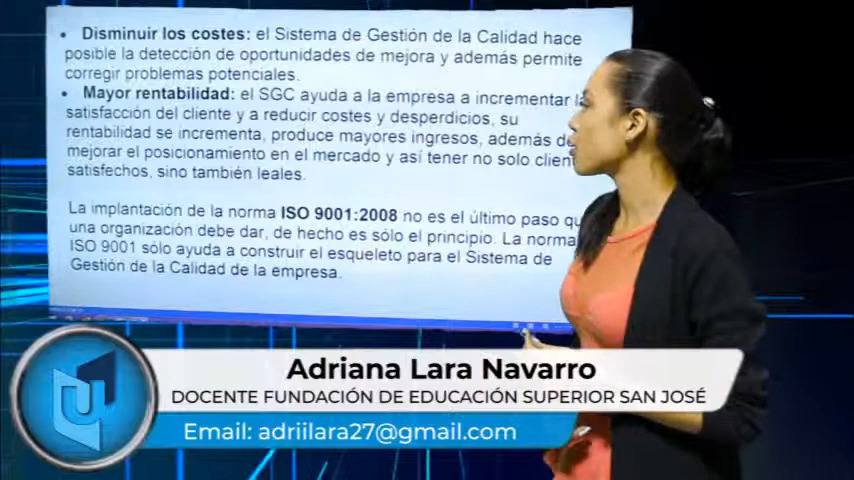 • Disminuir los costes: el Sistema de Gestión de la Calidad hace
posible la detección de oportunidades de mejora y además permite
corregir problemas potenciales.
• Mayor rentabilidad: el SGC ayuda a la empresa a incrementar
satisfacción del cliente y a reducir costes y desperdicios, su
rentabilidad se incrementa, produce mayores ingresos, además
mejorar el posicionamiento en el mercado y así tener no solo
satisfechos, sino también leales.
La implantación de la norma ISO 9001:2008 no es el último paso
una organización debe dar, de hecho es sólo el principio. La norma
ISO 9001 sólo ayuda a construir el esqueleto para el Sistema de
Gestión de la Calidad de la empresa.
Adriana Lara Navarro
DOCENTE FUNDACIÓN DE EDUCACIÓN SUPERIOR SAN JOSÉ
Email: adriilara27@gmail.com